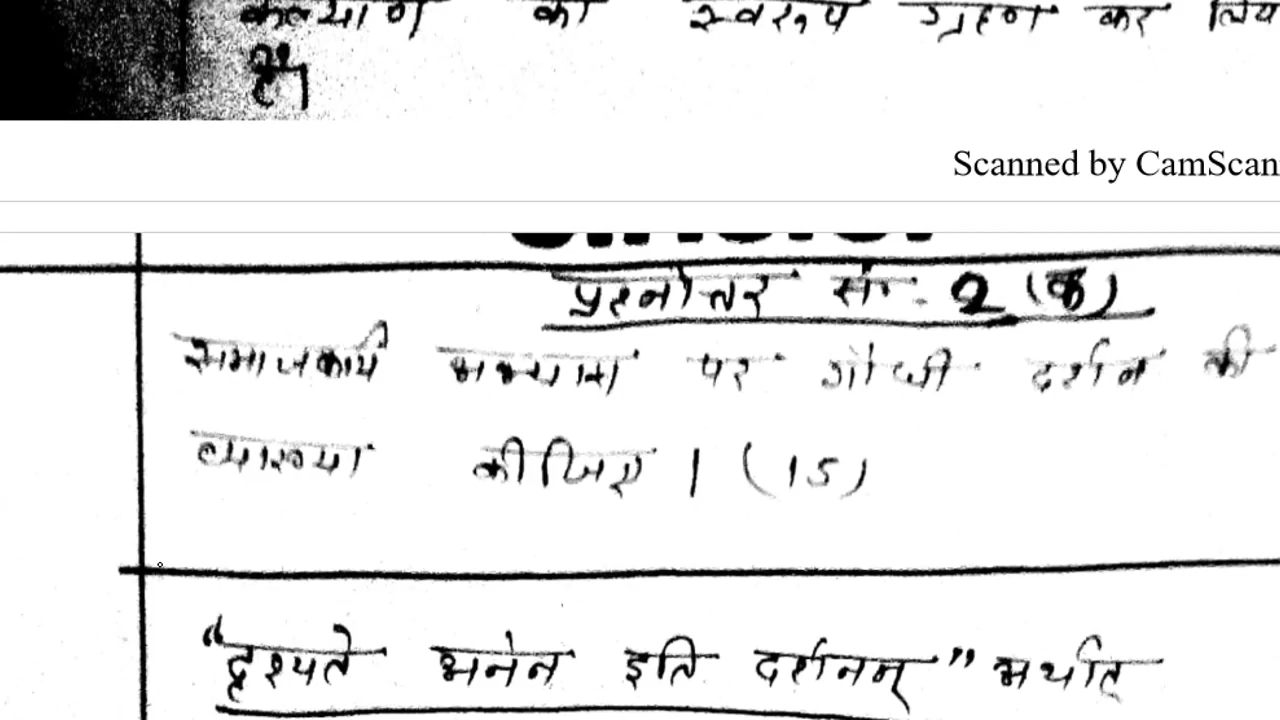 कल्याण का स्वरूप ग्रहण कर लिय
है।
Scanned by CamScan
प्रश्नोत्तर सं. 2 (क)
समाजकार्य अभ्यास पर गाँधी दर्शन की
व्याख्या कीजिए । (15)
“दृश्यते अनेन इति दर्शनम्” अर्थात्